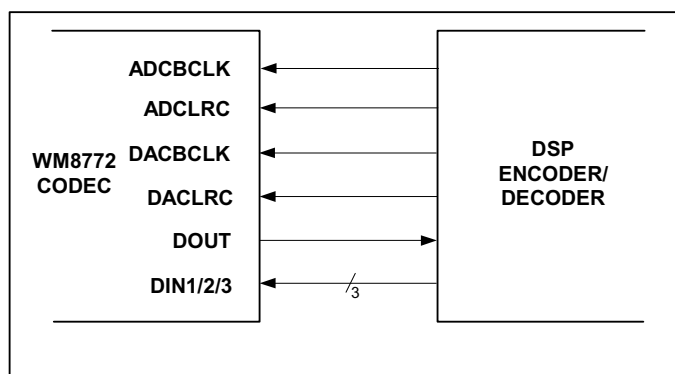 ADCBCLK
ADCLRC
DACBCLK
WM8772
CODEC
DACLRC
DOUT
DIN1/2/3
3
DSP
ENCODER/
DECODER